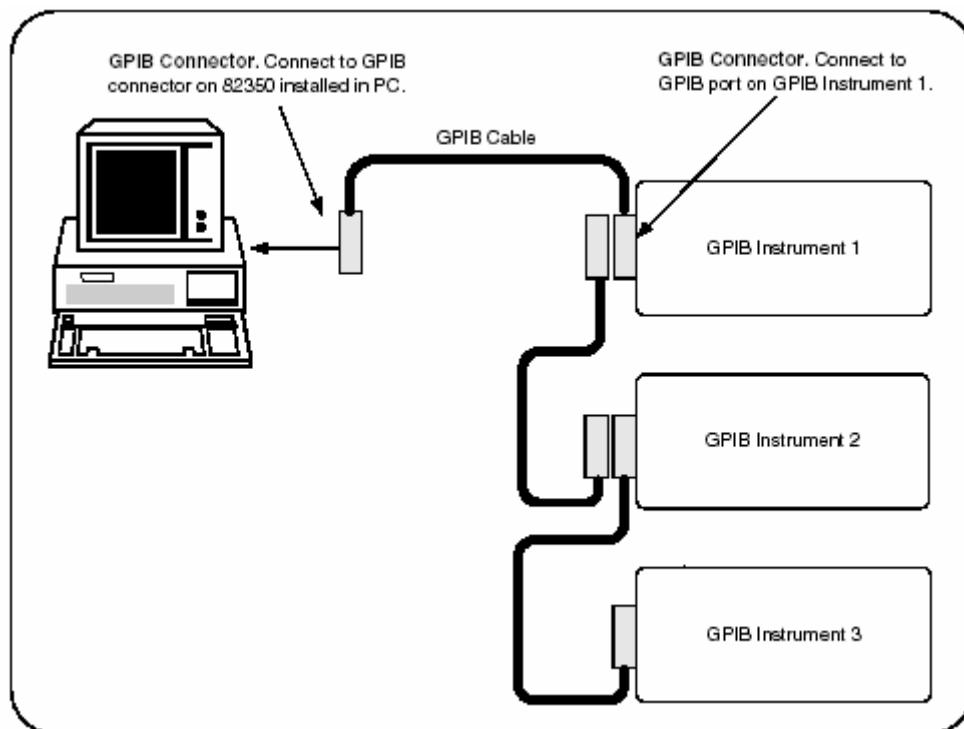 GPIB Connector. Connect to GPIB
connector on 82350 installed in PC.
GPIB Connector. Connect to
GPIB port on GPIB Instrument 1.
GPIB Cable
GPIB Instrument 1
GPIB Instrument 2
GPIB Instrument 3